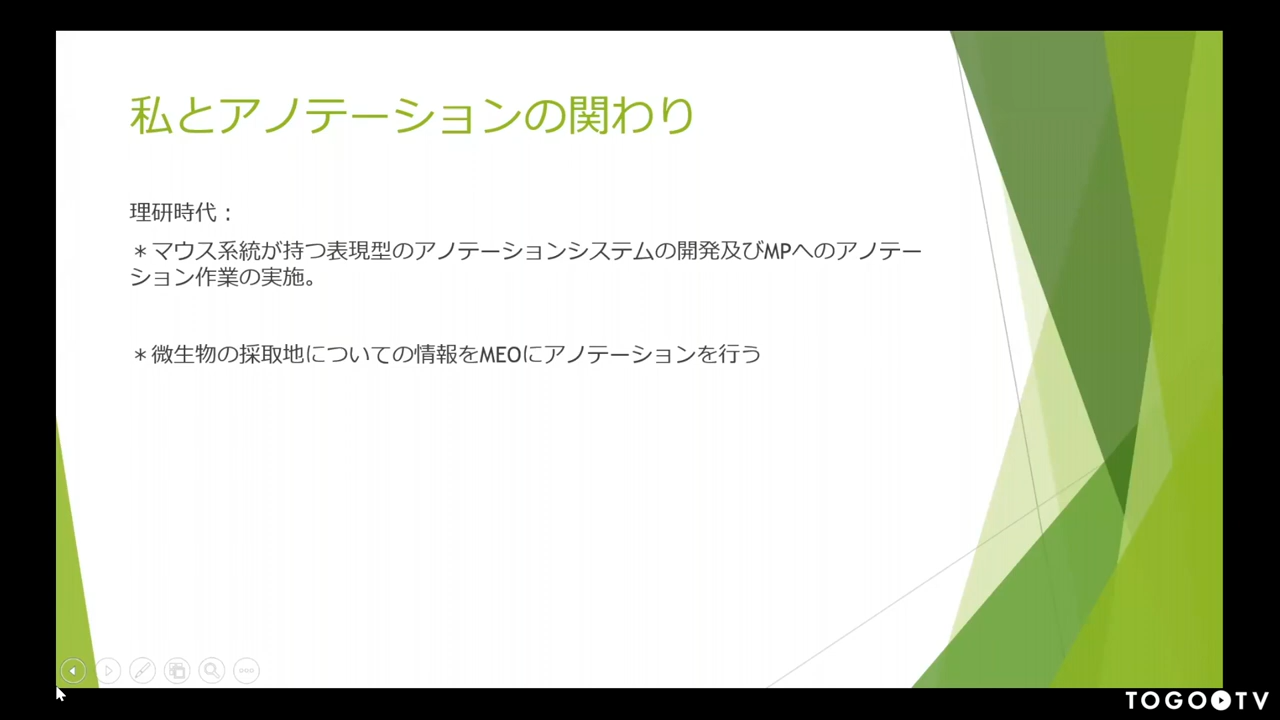 私とアノテーションの関わり
理研時代：
＊マウス系統が持つ表現型のアノテーションシステムの開発及びMPへのアノテー
ション作業の実施。
＊微生物の採取地についての情報をMEOにアノテーションを行う
TOGOTV